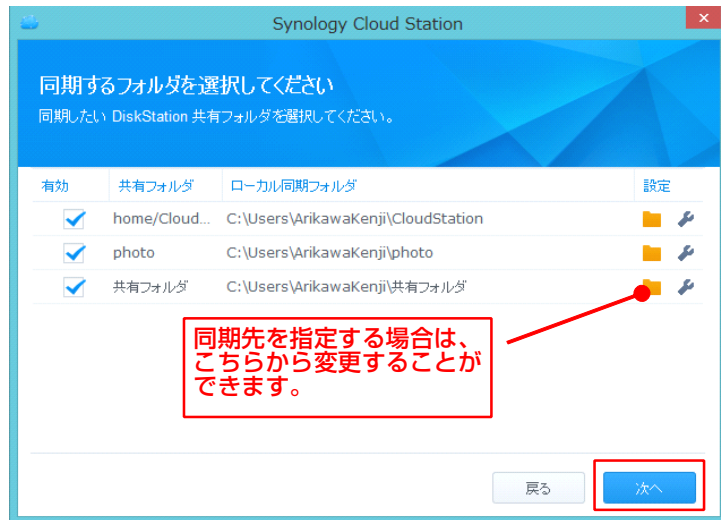 Synology Cloud Station
同期するフォルダを選択してください
同期したい DiskStation 共有フォルダを選択してください。
有効 共有フォルダ ローカル同期フォルダ 設定
home/Cloud... C:\Users\ArikawaKenji\CloudStation
photo C:\Users\ArikawaKenji\photo
共有フォルダ C:\Users\ArikawaKenji\共有フォルダ
同期先を指定する場合は、
こちらから変更することが
できます。
戻る 次へ